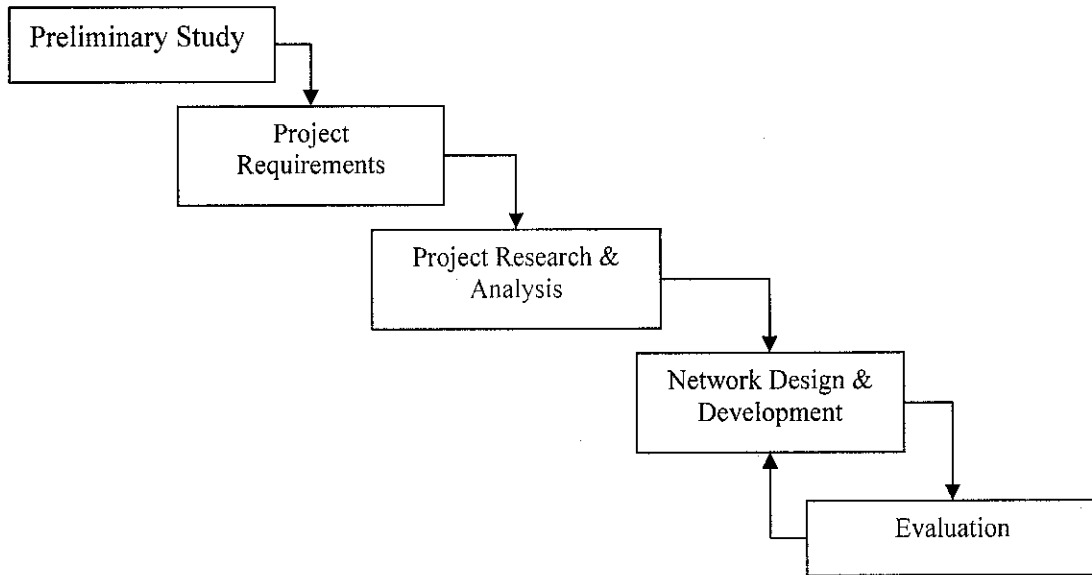 Preliminary Study
Project
Requirements
Project Research &
Analysis
Network Design &
Development
Evaluation